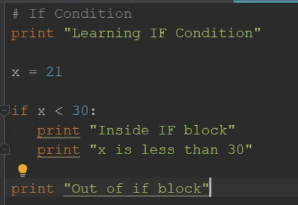 # If Condition
print "Learning IF Condition"
x = 21
if x < 30:
print "Inside IF block"
print "x is less than 30"
print "Out of if block"